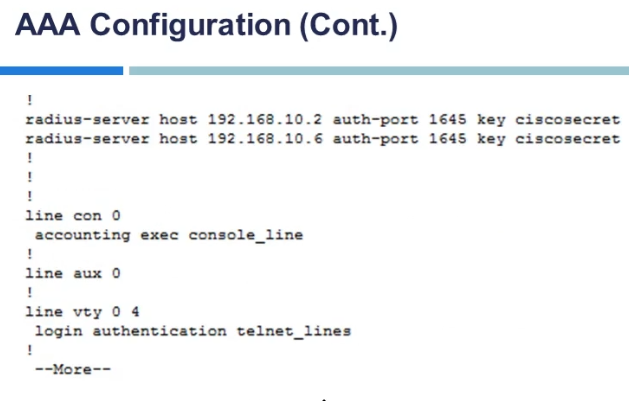 AAA Configuration (Cont.)
!
radius-server host 192.168.10.2 auth-port 1645 key ciscosecret
radius-server host 192.168.10.6 auth-port 1645 key ciscosecret
!
!
!
line con 0
 accounting exec console_line
!
line aux 0
!
line vty 0 4
 login authentication telnet_lines
!
 --More--